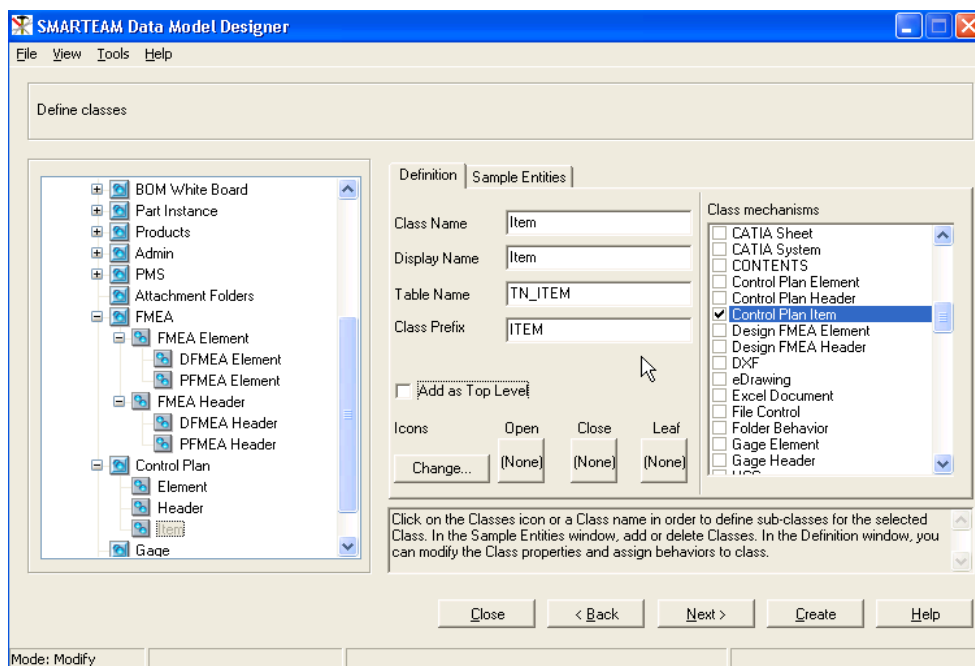 SMARTEAM Data Model Designer
File View Tools Help
Define classes
BOM White Board
Part Instance
Products
Admin
PMS
Attachment Folders
FMEA
FMEA Element
DFMEA Element
PFMEA Element
FMEA Header
DFMEA Header
PFMEA Header
Control Plan
Element
Header
Item
Gage
Definition Sample Entities
Class Name Item
Display Name Item
Table Name TN_ITEM
Class Prefix ITEM
Add as Top Level
Icons Open Close Leaf
Change... (None) (None) (None)
Class mechanisms
CATIA Sheet
CATIA System
CONTENTS
Control Plan Element
Control Plan Header
Control Plan Item
Design FMEA Element
Design FMEA Header
DXF
eDrawing
Excel Document
File Control
Folder Behavior
Gage Element
Gage Header
Click on the Classes icon or a Class name in order to define sub-classes for the selected
Class. In the Sample Entities window, add or delete Classes. In the Definition window, you
can modify the Class properties and assign behaviors to class.
Close < Back Next > Create Help
Mode: Modify